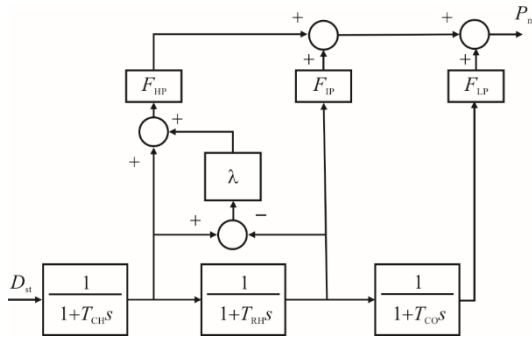 +
+
P_m
+
+
F_HP
F_IP
F_LP
+
+
+
λ
+
−
D_st
1
1+T_CH s
1
1+T_RH s
1
1+T_CO s